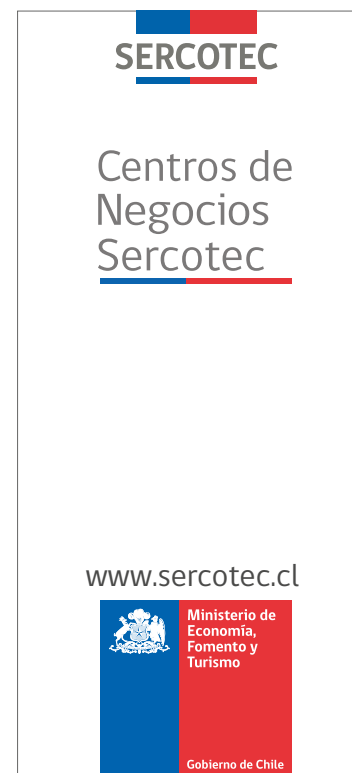 SERCOTEC
Centros de
Negocios
Sercotec
www.sercotec.cl
Ministerio de
Economía,
Fomento y
Turismo
Gobierno de Chile